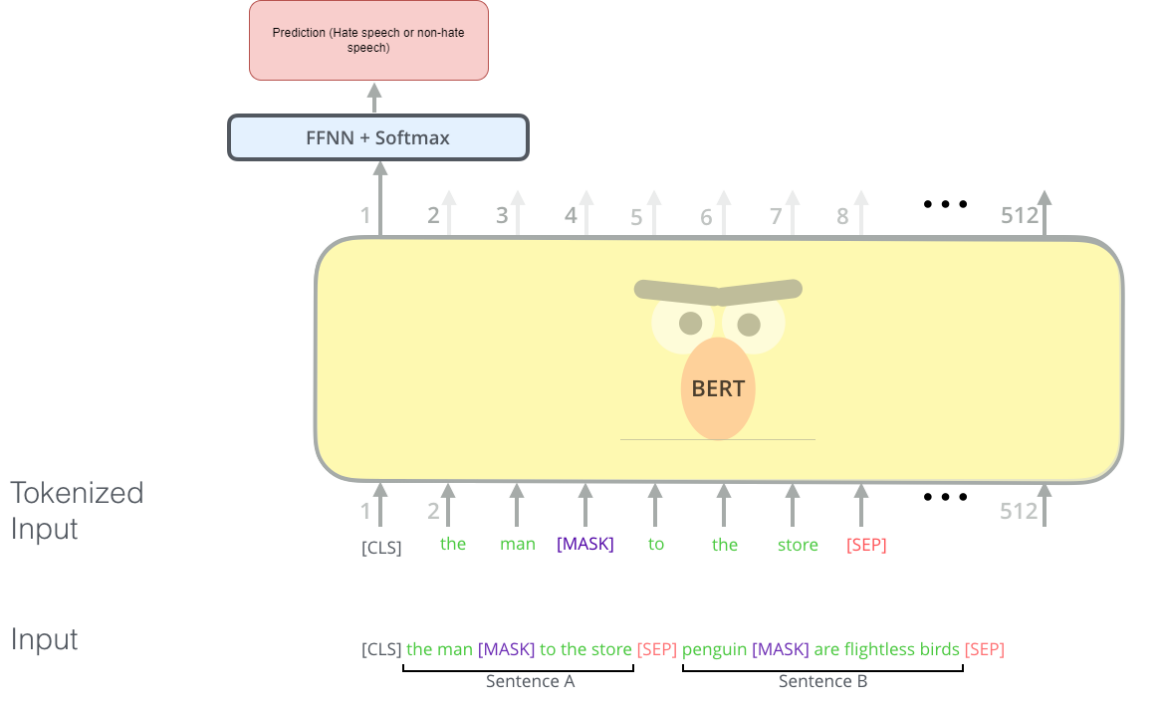 Prediction (Hate speech or non-hate
speech)
FFNN + Softmax
1 2 3 4 5 6 7 8 ••• 512
BERT
Tokenized
Input
1 2 ••• 512
[CLS] the man [MASK] to the store [SEP]
Input
[CLS] the man [MASK] to the store [SEP] penguin [MASK] are flightless birds [SEP]
Sentence A Sentence B